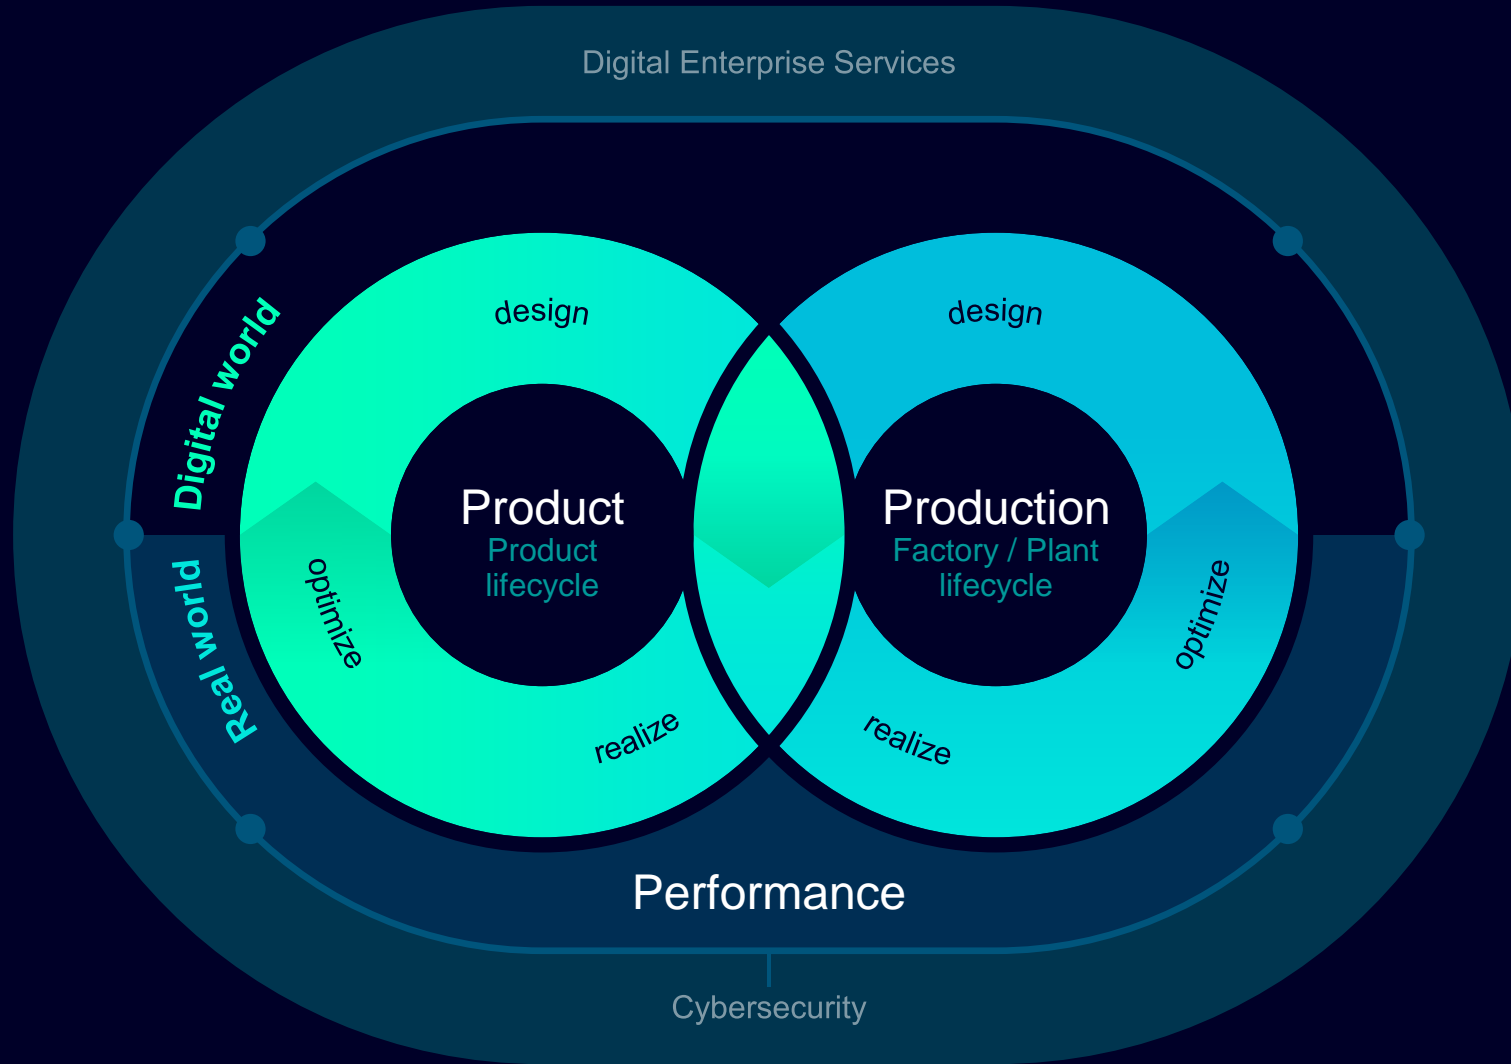 Digital Enterprise Services
Digital world
Real world
design
optimize
realize
Product
Product
lifecycle
design
optimize
realize
Production
Factory / Plant
lifecycle
Performance
Cybersecurity